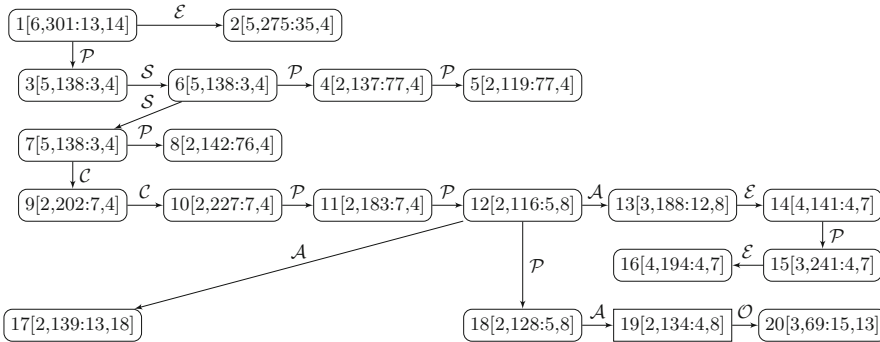 1[6,301:13,14] ℰ 2[5,275:35,4]
𝒫
3[5,138:3,4] 𝒮 6[5,138:3,4] 𝒫 4[2,137:77,4] 𝒫 5[2,119:77,4]
𝒮
7[5,138:3,4] 𝒫 8[2,142:76,4]
𝒞
9[2,202:7,4] 𝒞 10[2,227:7,4] 𝒫 11[2,183:7,4] 𝒫 12[2,116:5,8] 𝒜 13[3,188:12,8] ℰ 14[4,141:4,7]
𝒫
16[4,194:4,7] ℰ 15[3,241:4,7]
𝒜 𝒫
17[2,139:13,18] 18[2,128:5,8] 𝒜 19[2,134:4,8] 𝒪 20[3,69:15,13]